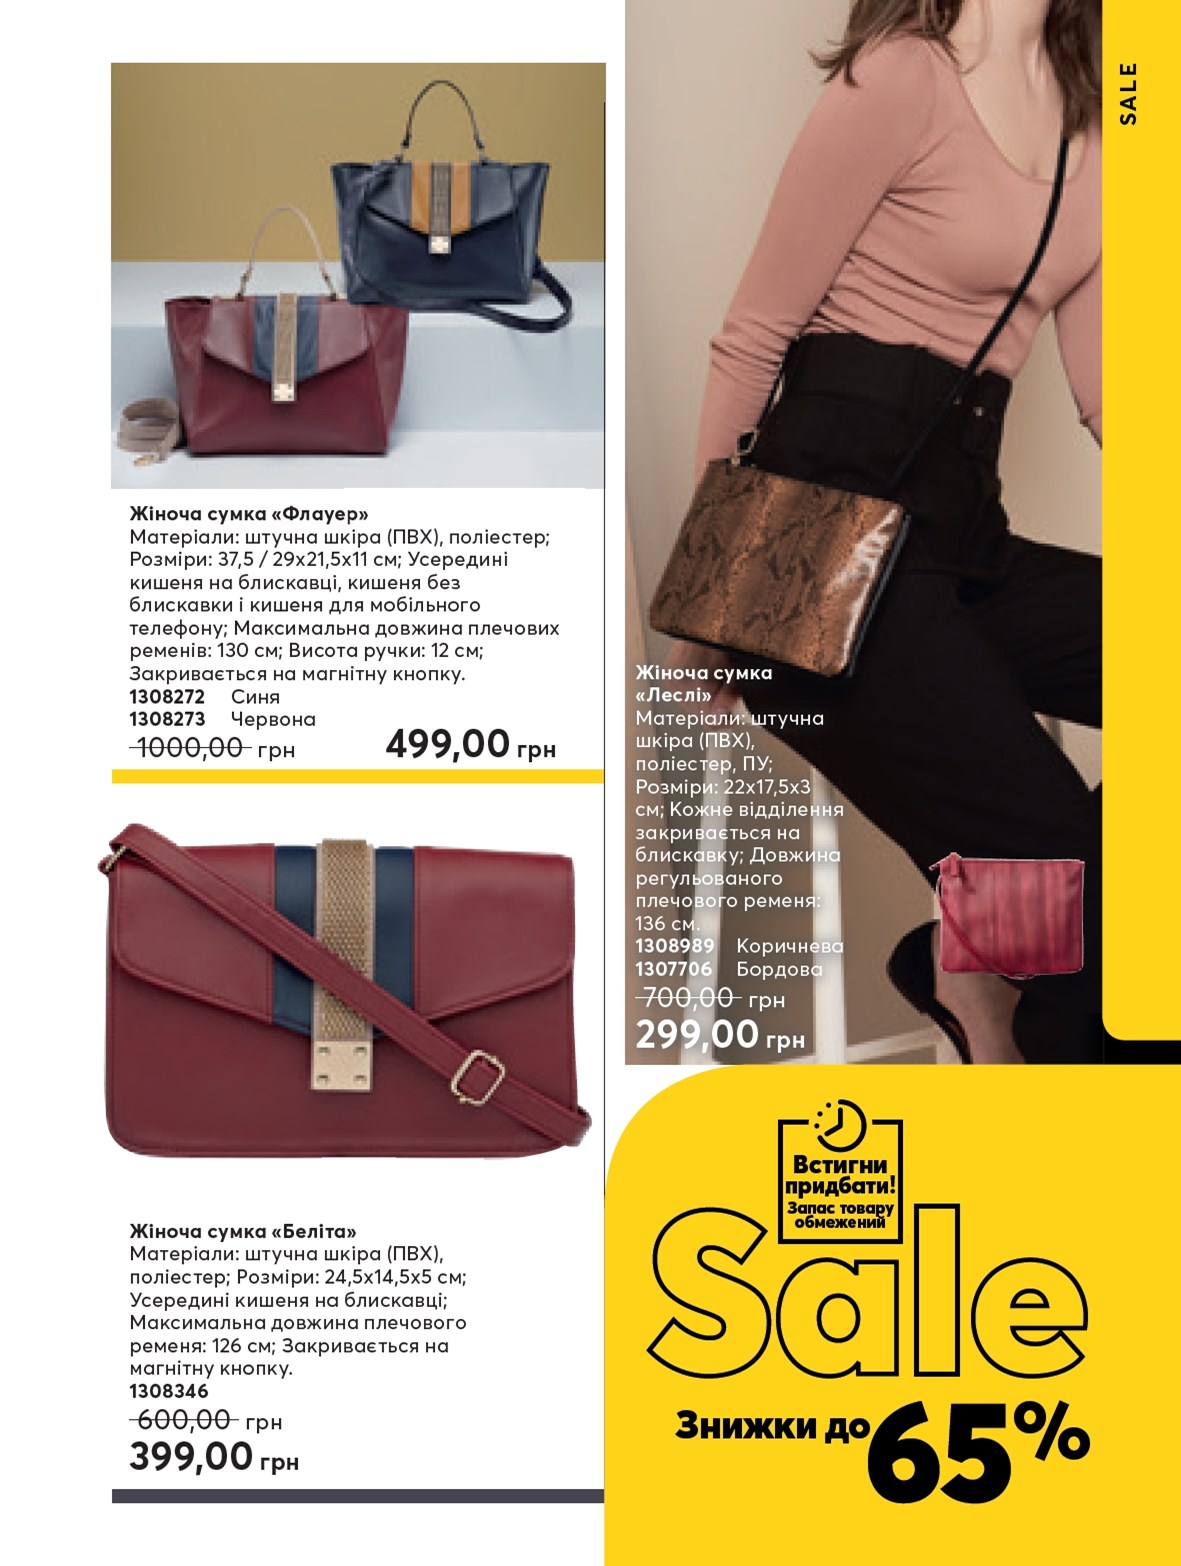 SALE
Жіноча сумка «Флауер»
Матеріали: штучна шкіра (ПВХ), поліестер;
Розміри: 37,5 / 29х21,5х11 см; Усередині
кишеня на блискавці, кишеня без
блискавки і кишеня для мобільного
телефону; Максимальна довжина плечових
ременів: 130 см; Висота ручки: 12 см;
Закривається на магнітну кнопку.
1308272 Синя
1308273 Червона
1000,00 грн 499,00 грн
Жіноча сумка
«Леслі»
Матеріали: штучна
шкіра (ПВХ),
поліестер, ПУ;
Розміри: 22х17,5х3
см; Кожне відділення
закривається на
блискавку; Довжина
регульованого
плечового ременя:
136 см.
1308989 Коричнева
1307706 Бордова
700,00 грн
299,00 грн
Жіноча сумка «Беліта»
Матеріали: штучна шкіра (ПВХ),
поліестер; Розміри: 24,5х14,5х5 см;
Усередині кишеня на блискавці;
Максимальна довжина плечового
ременя: 126 см; Закривається на
магнітну кнопку.
1308346
600,00 грн
399,00 грн
Встигни
придбати!
Запас товару
обмежений
Sale
Знижки до 65%